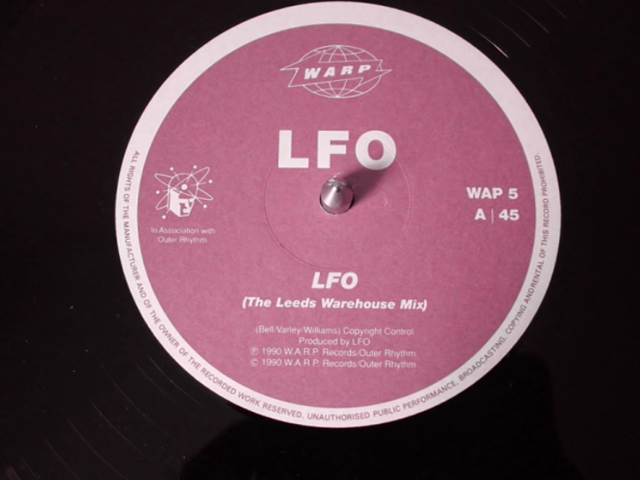 WARP
LFO
WAP 5
A | 45
In Association with
Outer Rhythm
LFO
(The Leeds Warehouse Mix)
(Bell/Varley/Williams) Copyright Control
Produced by LFO
℗ 1990 W.A.R.P. Records/Outer Rhythm
© 1990 W.A.R.P. Records/Outer Rhythm
ALL RIGHTS OF THE MANUFACTURER AND OF THE OWNER OF THE RECORDED WORK RESERVED. UNAUTHORISED PUBLIC PERFORMANCE, BROADCASTING, COPYING AND RENTAL OF THIS RECORD PROHIBITED.